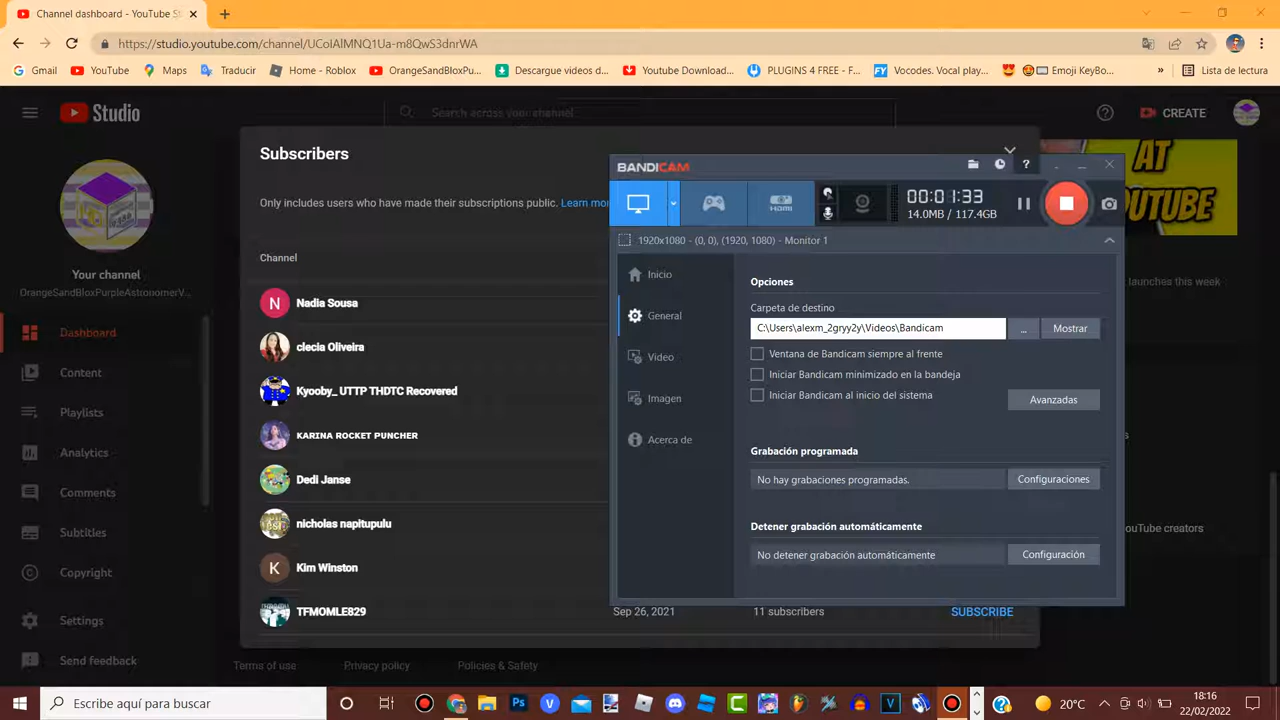 Channel dashboard - YouTube St
https://studio.youtube.com/channel/UCoIAlMNQ1Ua-m8QwS3dnrWA
Gmail YouTube Maps Traducir Home - Roblox OrangeSandBloxPu... Descargue videos d... Youtube Download... PLUGINS 4 FREE - F... Vocodes. Vocal play... Emoji KeyBo... » Lista de lectura
Studio Search across your channel CREATE
Your channel
OrangeSandBloxPurpleAstronomerV...
Dashboard
Content
Playlists
Analytics
Comments
Subtitles
Copyright
Settings
Send feedback
Subscribers
Only includes users who have made their subscriptions public. Learn mor
Channel
N Nadia Sousa
clecia Oliveira
Kyooby_ UTTP THDTC Recovered
KARINA ROCKET PUNCHER
Dedi Janse
nicholas napitupulu
K Kim Winston
TFMOMLE829 Sep 26, 2021 11 subscribers SUBSCRIBE
Terms of use Privacy policy Policies & Safety
AT
YOUTUBE
launches this week
ouTube creators
BANDICAM
HDMI
00:01:33
14.0MB / 117.4GB
1920x1080 - (0, 0), (1920, 1080) - Monitor 1
Inicio
General
Video
Imagen
Acerca de
Opciones
Carpeta de destino
C:\Users\alexm_2gryy2y\Videos\Bandicam ... Mostrar
Ventana de Bandicam siempre al frente
Iniciar Bandicam minimizado en la bandeja
Iniciar Bandicam al inicio del sistema
Avanzadas
Grabación programada
No hay grabaciones programadas. Configuraciones
Detener grabación automáticamente
No detener grabación automáticamente Configuración
Escribe aquí para buscar
Ps
20°C
18:16
22/02/2022